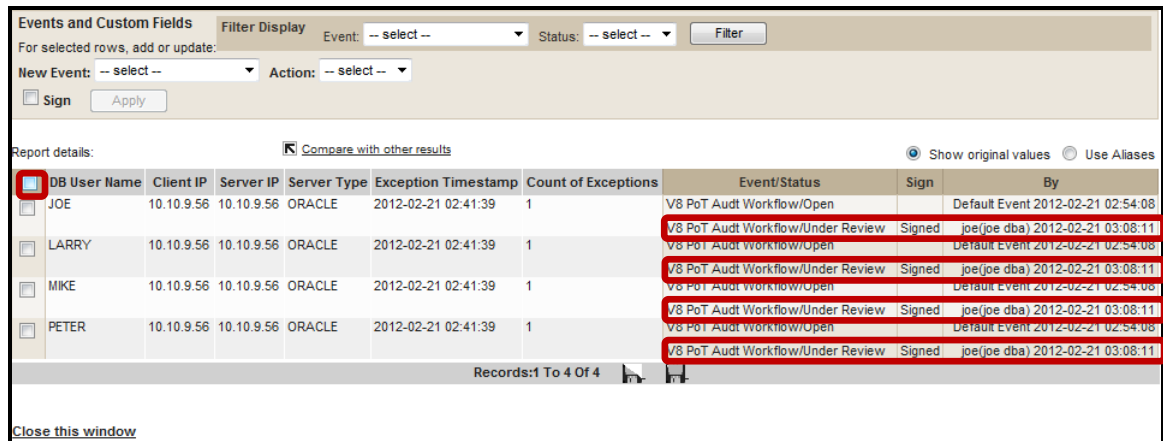 Events and Custom Fields
Filter Display Event: -- select -- Status: -- select -- Filter
For selected rows, add or update:
New Event: -- select -- Action: -- select --
Sign Apply
Report details: Compare with other results Show original values Use Aliases
DB User Name Client IP Server IP Server Type Exception Timestamp Count of Exceptions Event/Status Sign By
JOE 10.10.9.56 10.10.9.56 ORACLE 2012-02-21 02:41:39 1 V8 PoT Audt Workflow/Open Default Event 2012-02-21 02:54:08
V8 PoT Audt Workflow/Under Review Signed joe(joe dba) 2012-02-21 03:08:11
LARRY 10.10.9.56 10.10.9.56 ORACLE 2012-02-21 02:41:39 1 V8 PoT Audt Workflow/Open Default Event 2012-02-21 02:54:08
V8 PoT Audt Workflow/Under Review Signed joe(joe dba) 2012-02-21 03:08:11
MIKE 10.10.9.56 10.10.9.56 ORACLE 2012-02-21 02:41:39 1 V8 PoT Audt Workflow/Open Default Event 2012-02-21 02:54:08
V8 PoT Audt Workflow/Under Review Signed joe(joe dba) 2012-02-21 03:08:11
PETER 10.10.9.56 10.10.9.56 ORACLE 2012-02-21 02:41:39 1 V8 PoT Audt Workflow/Open Default Event 2012-02-21 02:54:08
V8 PoT Audt Workflow/Under Review Signed joe(joe dba) 2012-02-21 03:08:11
Records:1 To 4 Of 4
Close this window